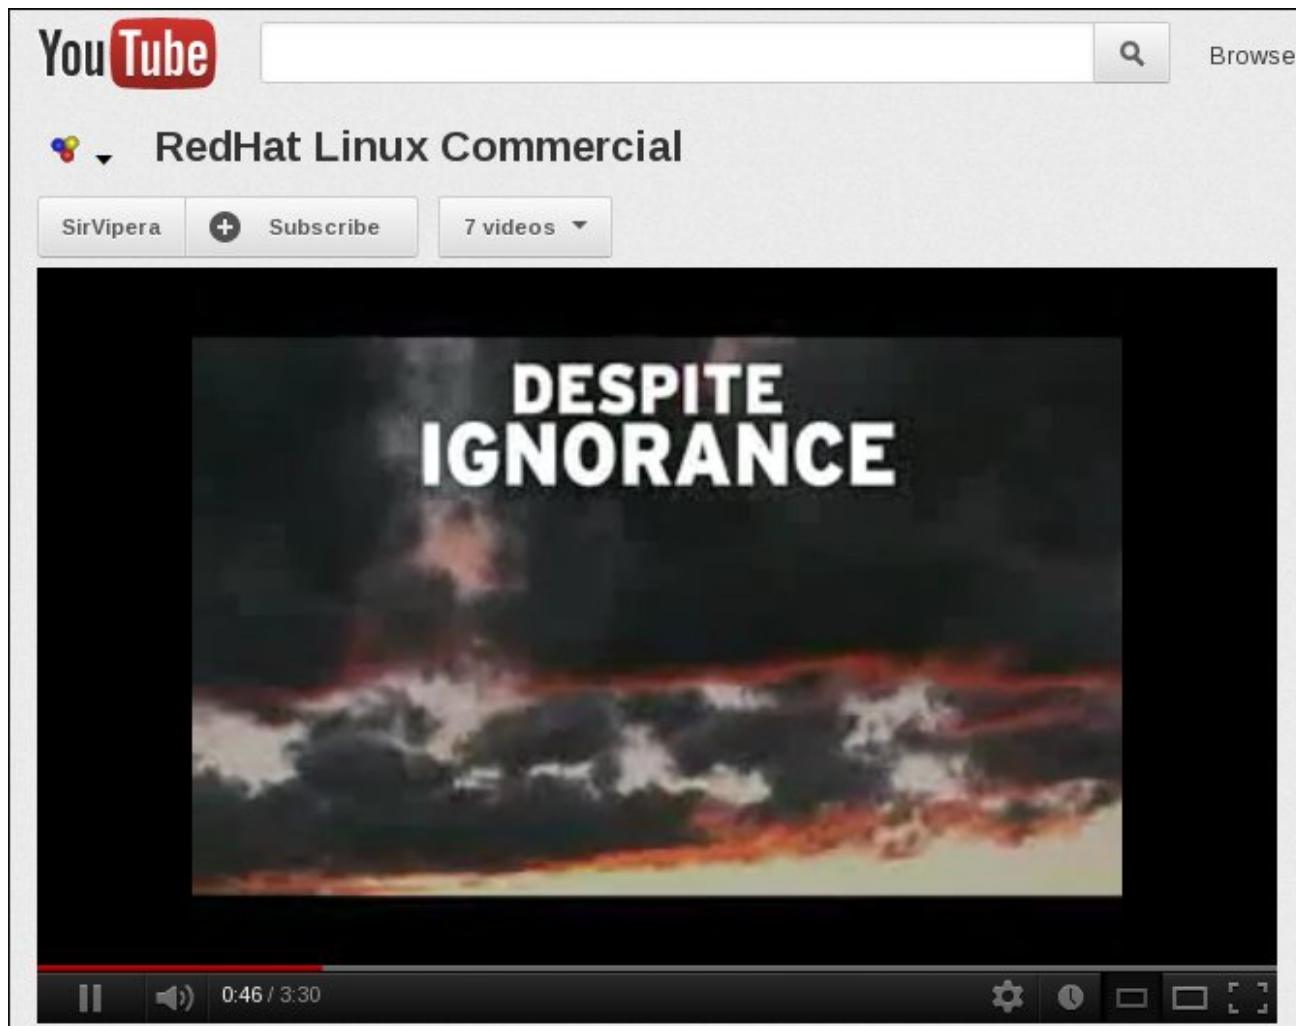 YouTube
Browse
RedHat Linux Commercial
SirVipera
Subscribe
7 videos
DESPITE
IGNORANCE
0:46 / 3:30